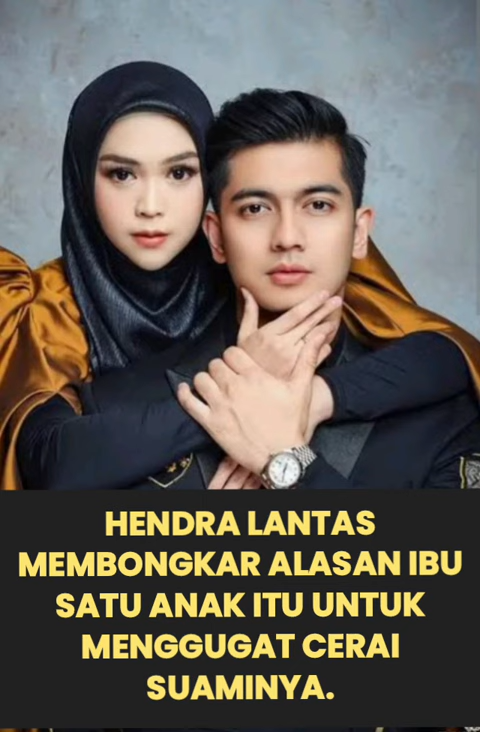 HENDRA LANTAS
MEMBONGKAR ALASAN IBU
SATU ANAK ITU UNTUK
MENGGUGAT CERAI
SUAMINYA.